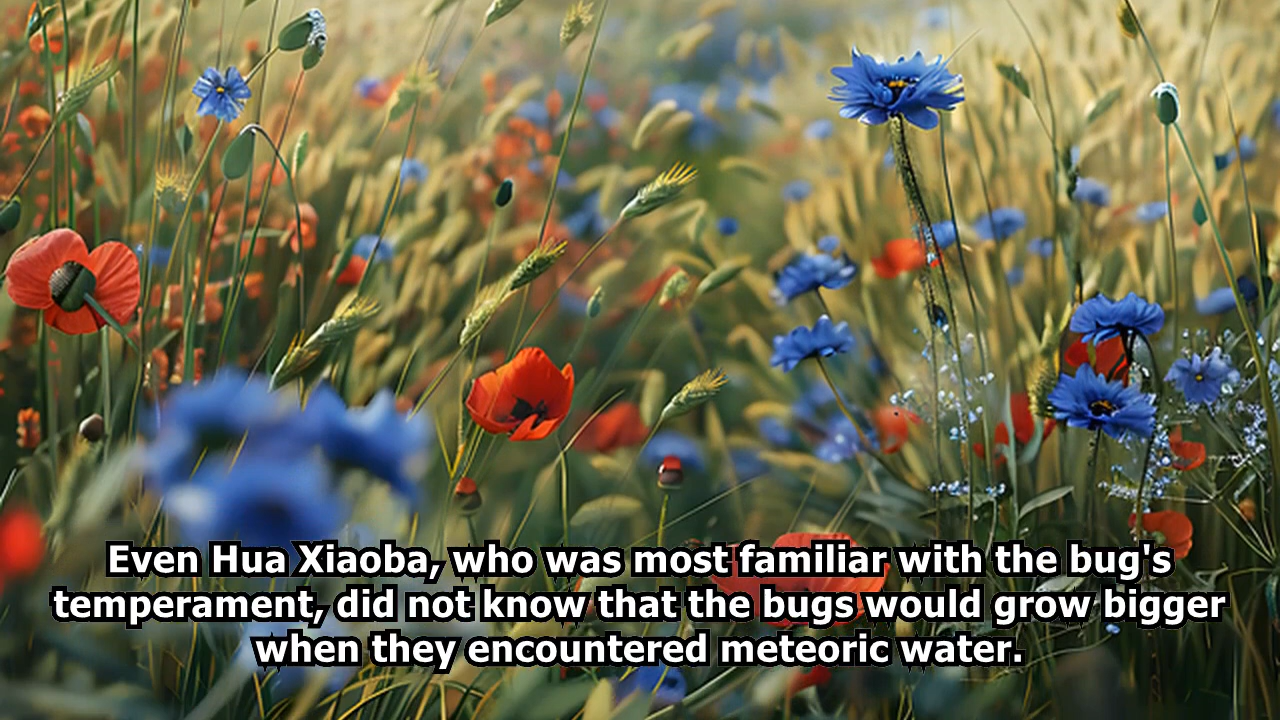 Even Hua Xiaoba, who was most familiar with the bug's
temperament, did not know that the bugs would grow bigger
when they encountered meteoric water.